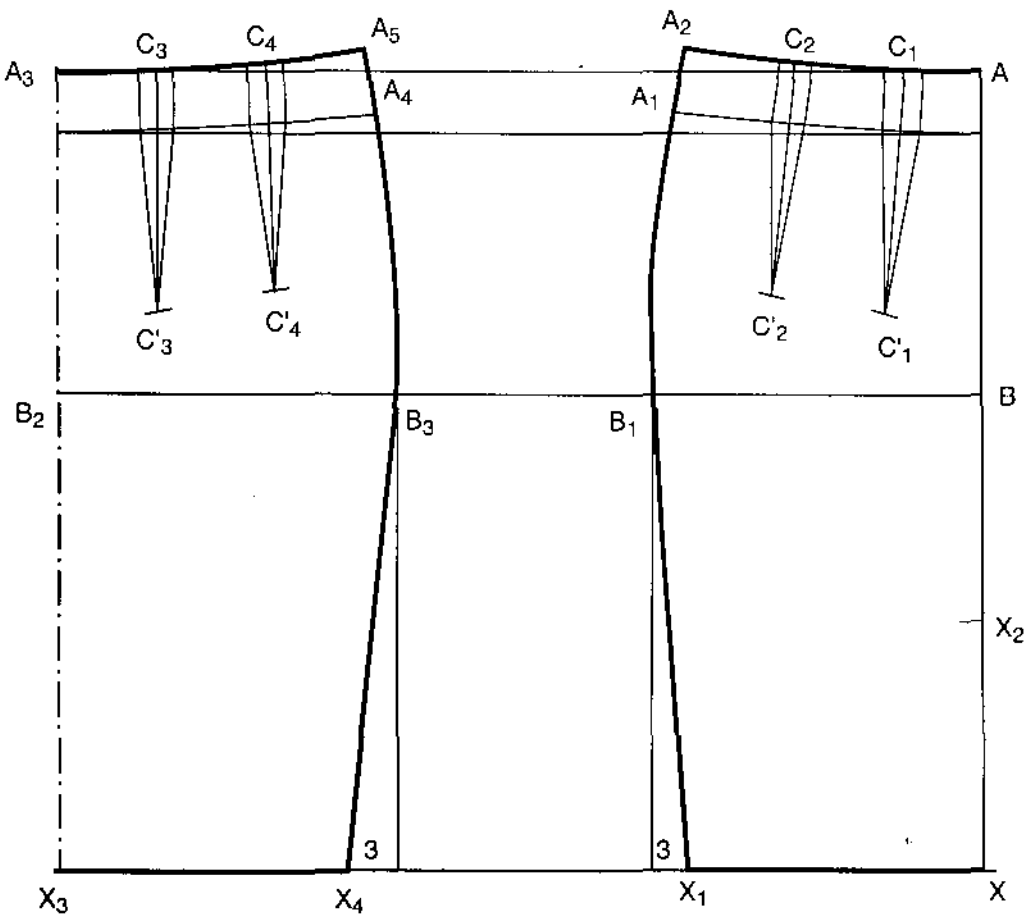 C₃ C₄ A₅ A₂ C₂ C₁
A₃ A₄ A₁ A
C'₃ C'₄ C'₂ C'₁
B₂ B₃ B₁ B
X₂
3 3
X₃ X₄ X₁ X